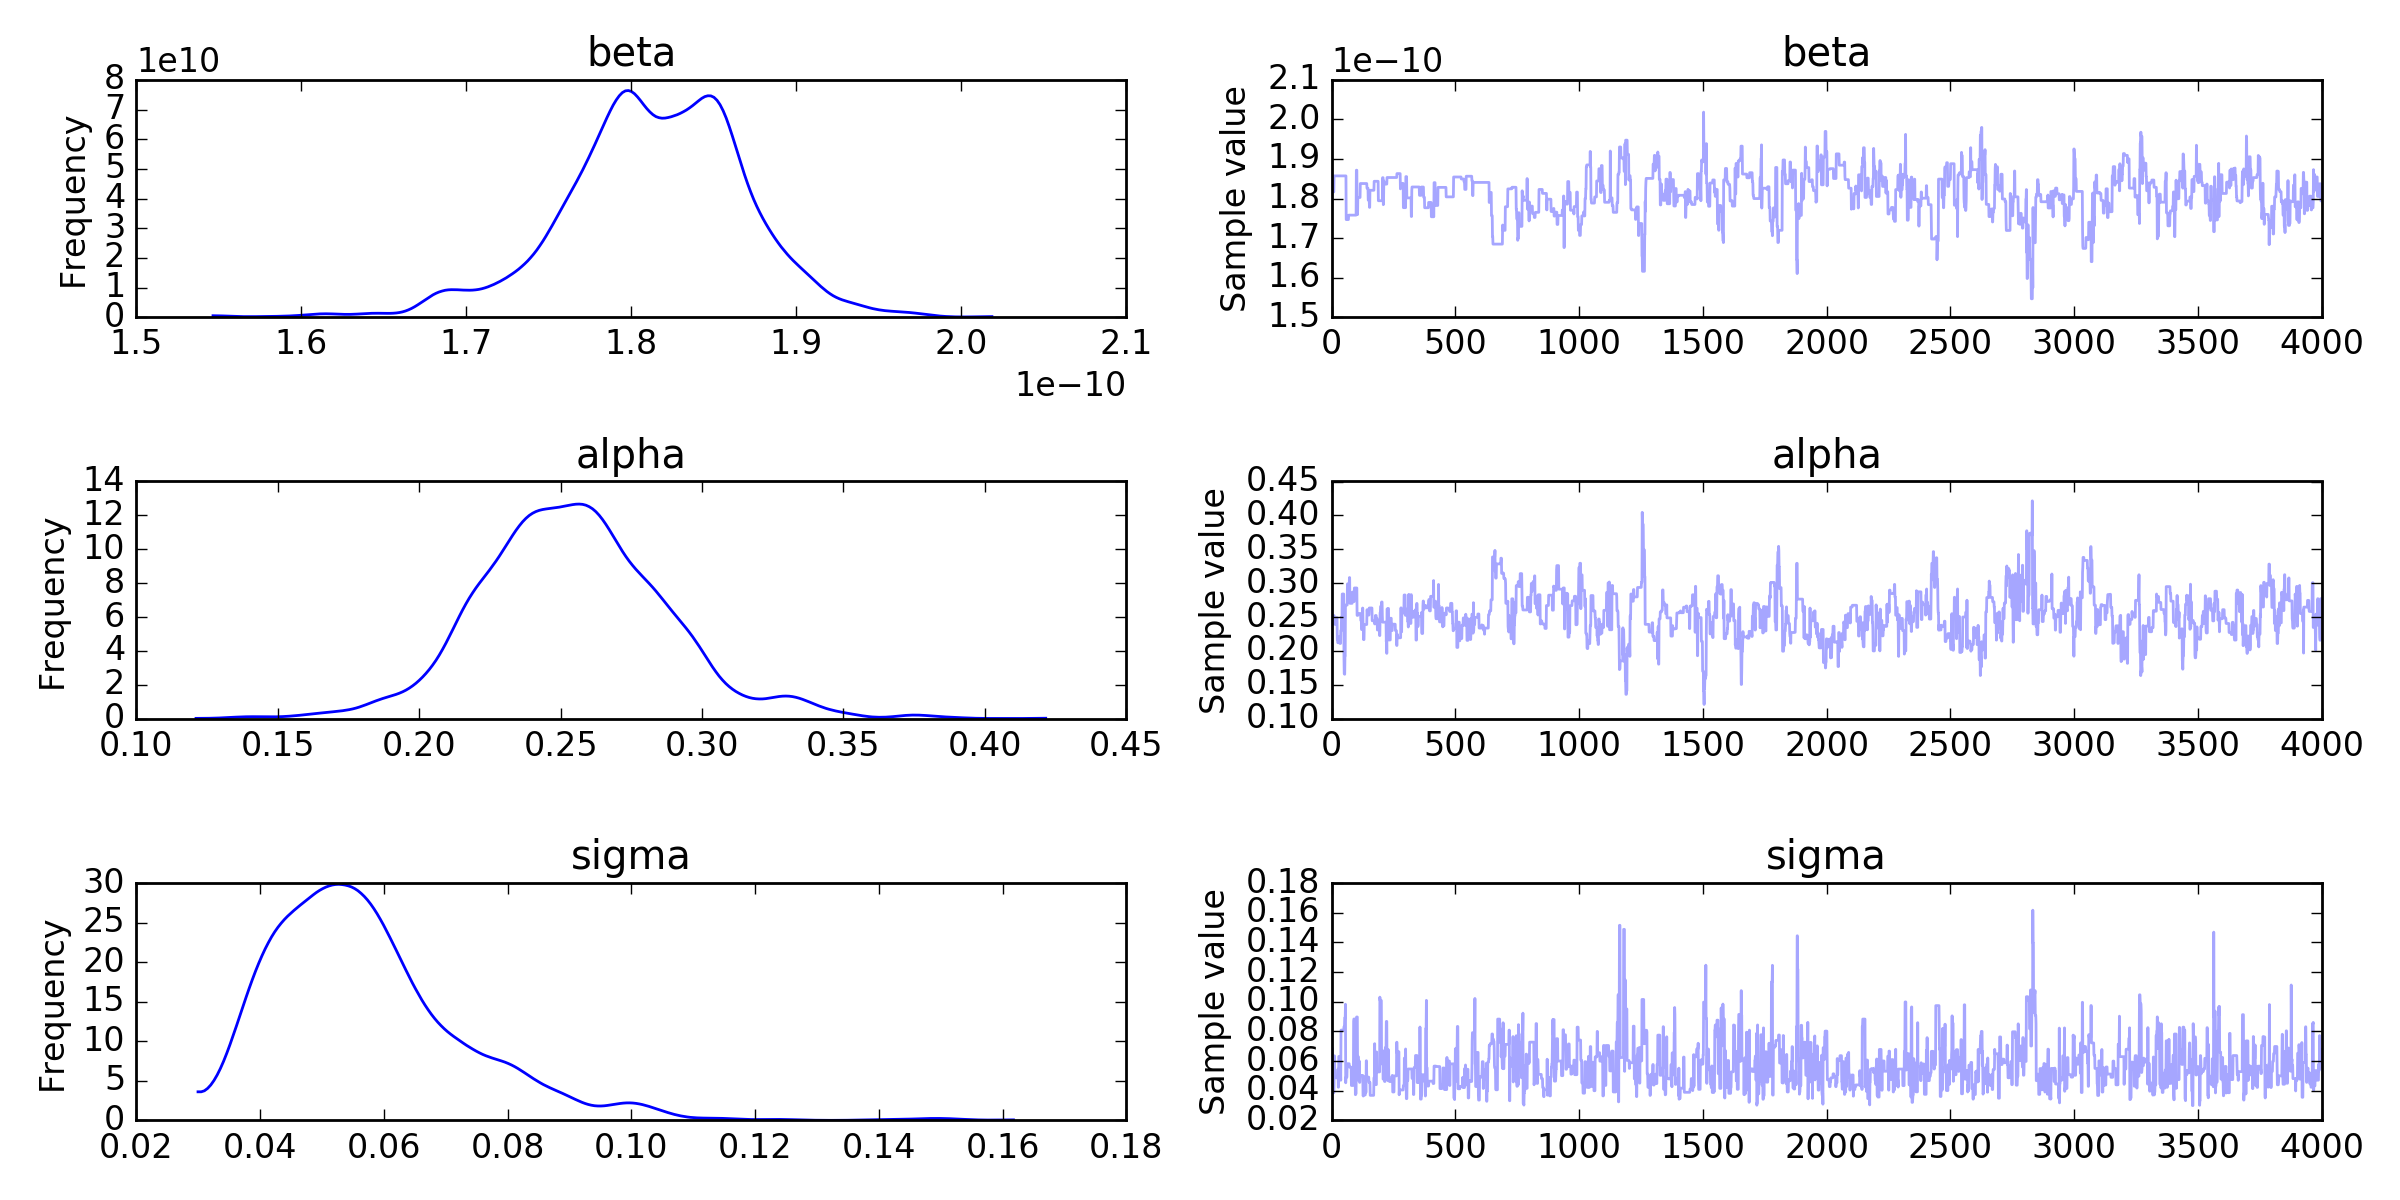 beta
1e10
Frequency
8
7
6
5
4
3
2
1
0
1.5 1.6 1.7 1.8 1.9 2.0 2.1
1e−10
beta
1e−10
Sample value
2.1
2.0
1.9
1.8
1.7
1.6
1.5
0 500 1000 1500 2000 2500 3000 3500 4000
alpha
Frequency
14
12
10
8
6
4
2
0
0.10 0.15 0.20 0.25 0.30 0.35 0.40 0.45
alpha
Sample value
0.45
0.40
0.35
0.30
0.25
0.20
0.15
0.10
0 500 1000 1500 2000 2500 3000 3500 4000
sigma
Frequency
30
25
20
15
10
5
0
0.02 0.04 0.06 0.08 0.10 0.12 0.14 0.16 0.18
sigma
Sample value
0.18
0.16
0.14
0.12
0.10
0.08
0.06
0.04
0.02
0 500 1000 1500 2000 2500 3000 3500 4000